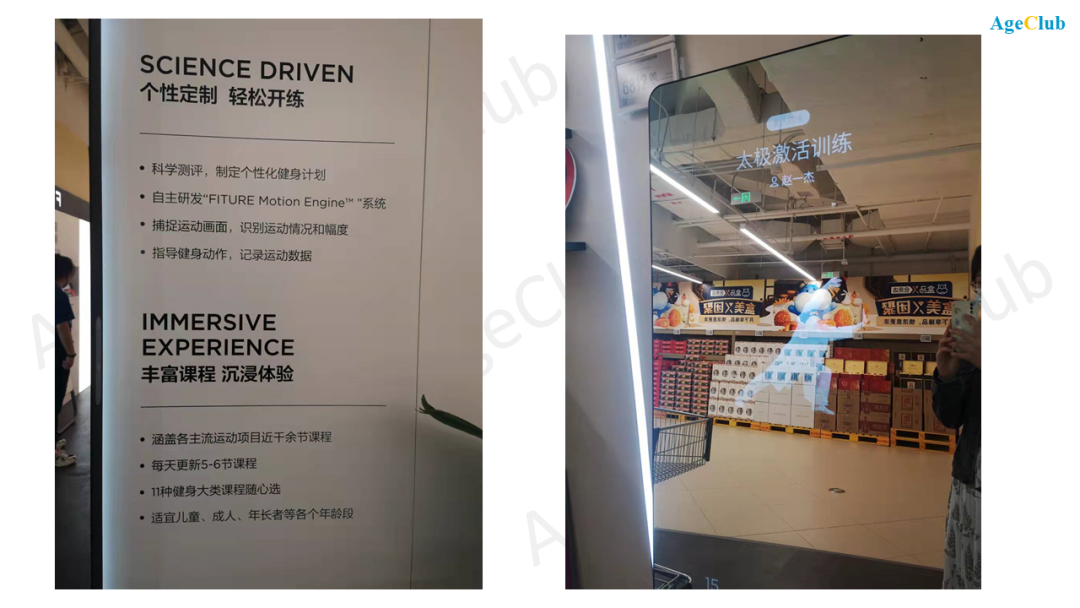 AgeClub
SCIENCE DRIVEN
个性定制 轻松开练
• 科学测评，制定个性化健身计划
• 自主研发“FITURE Motion Engine™ ”系统
• 捕捉运动画面，识别运动情况和幅度
• 指导健身动作，记录运动数据
IMMERSIVE
EXPERIENCE
丰富课程 沉浸体验
• 涵盖各主流运动项目近千余节课程
• 每天更新5-6节课程
• 11种健身大类课程随心选
• 适宜儿童、成人、年长者等各个年龄段
太极激活训练
赵一杰
15